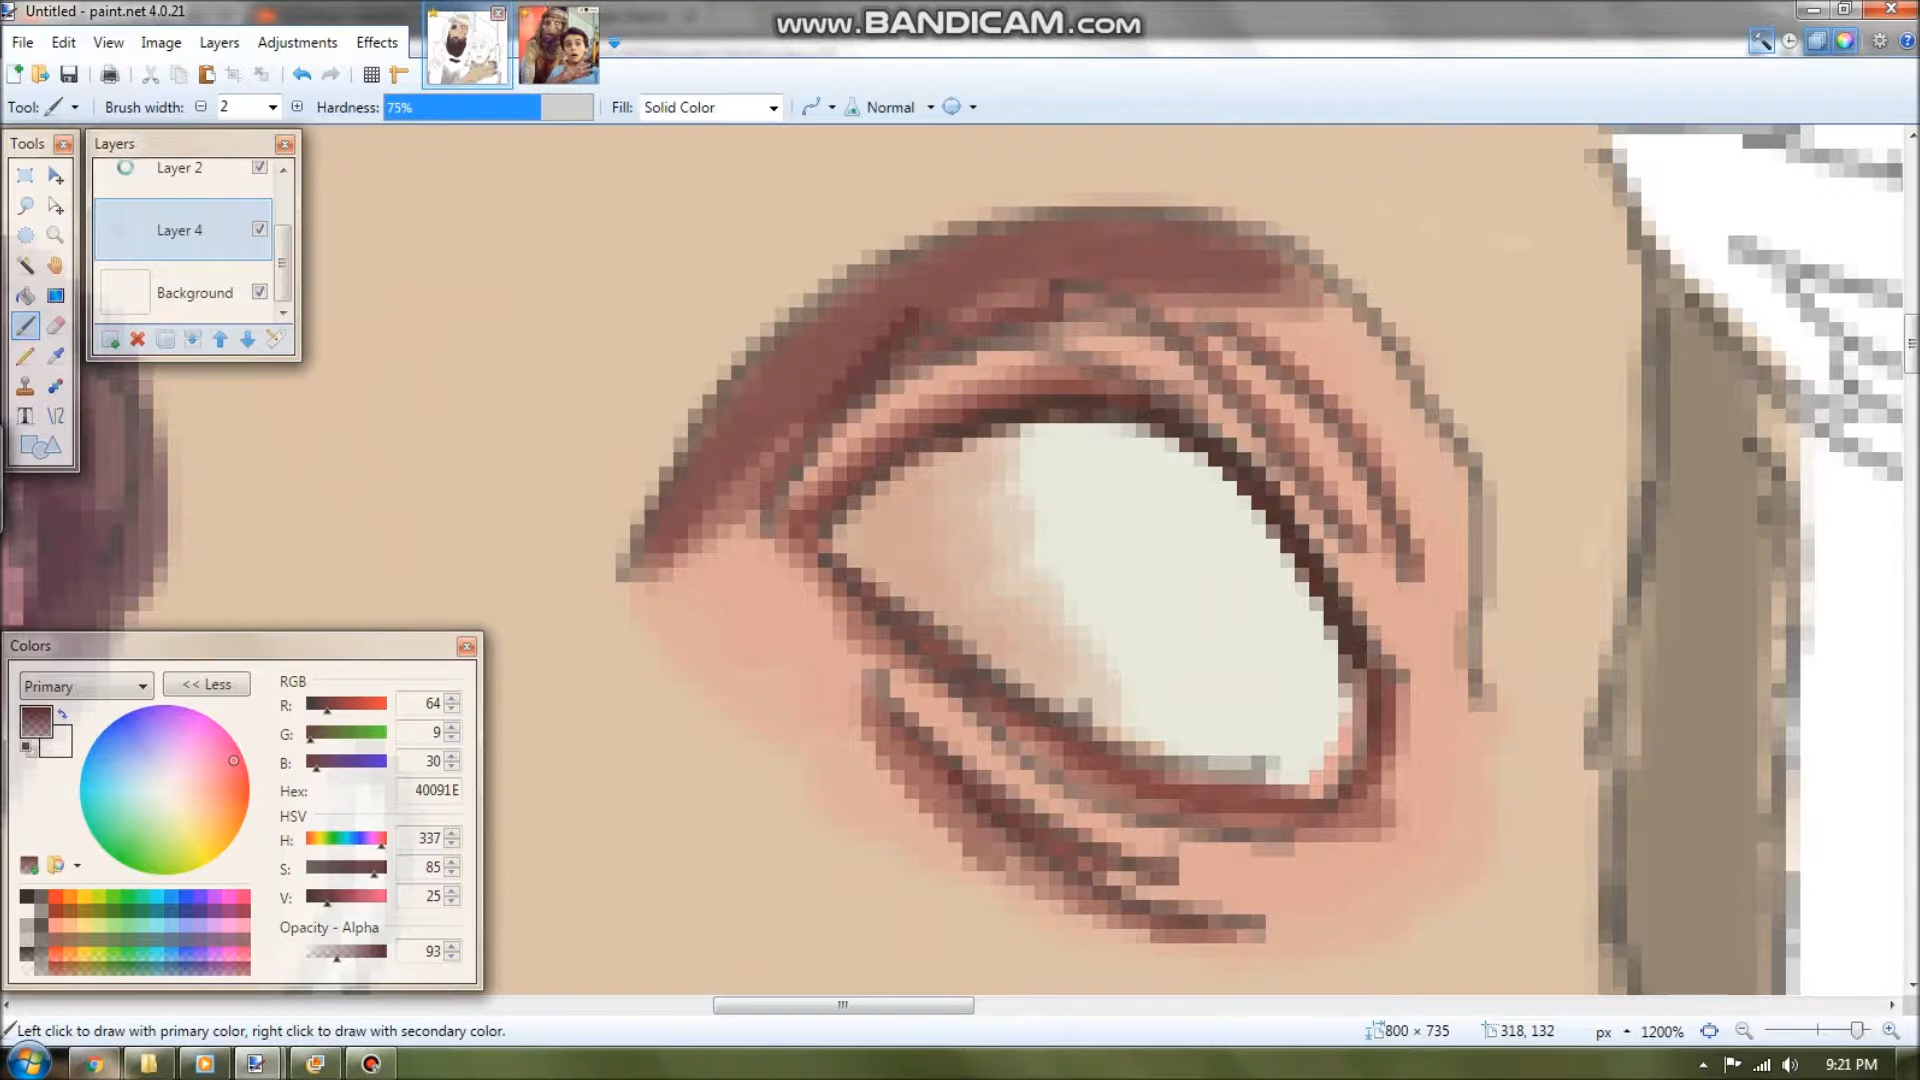 Untitled - paint.net 4.0.21
www.BANDICAM.com
File Edit View Image Layers Adjustments Effects
Tool: Brush width: 2 Hardness: 75% Fill: Solid Color Normal
Tools
Layers
Layer 2
Layer 4
Background
Colors
Primary
<< Less
RGB
R: 64
G: 9
B: 30
Hex: 40091E
HSV
H: 337
S: 85
V: 25
Opacity - Alpha
93
Left click to draw with primary color, right click to draw with secondary color.
800 × 735
318, 132
px
1200%
9:21 PM